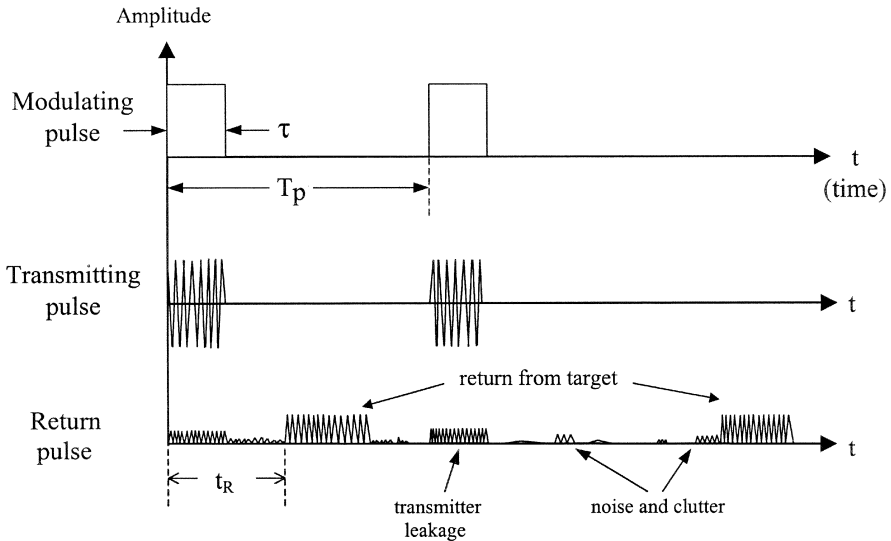 Amplitude
Modulating
pulse
τ
t
(time)
Tp
Transmitting
pulse
t
return from target
Return
pulse
t
tR
transmitter
leakage
noise and clutter